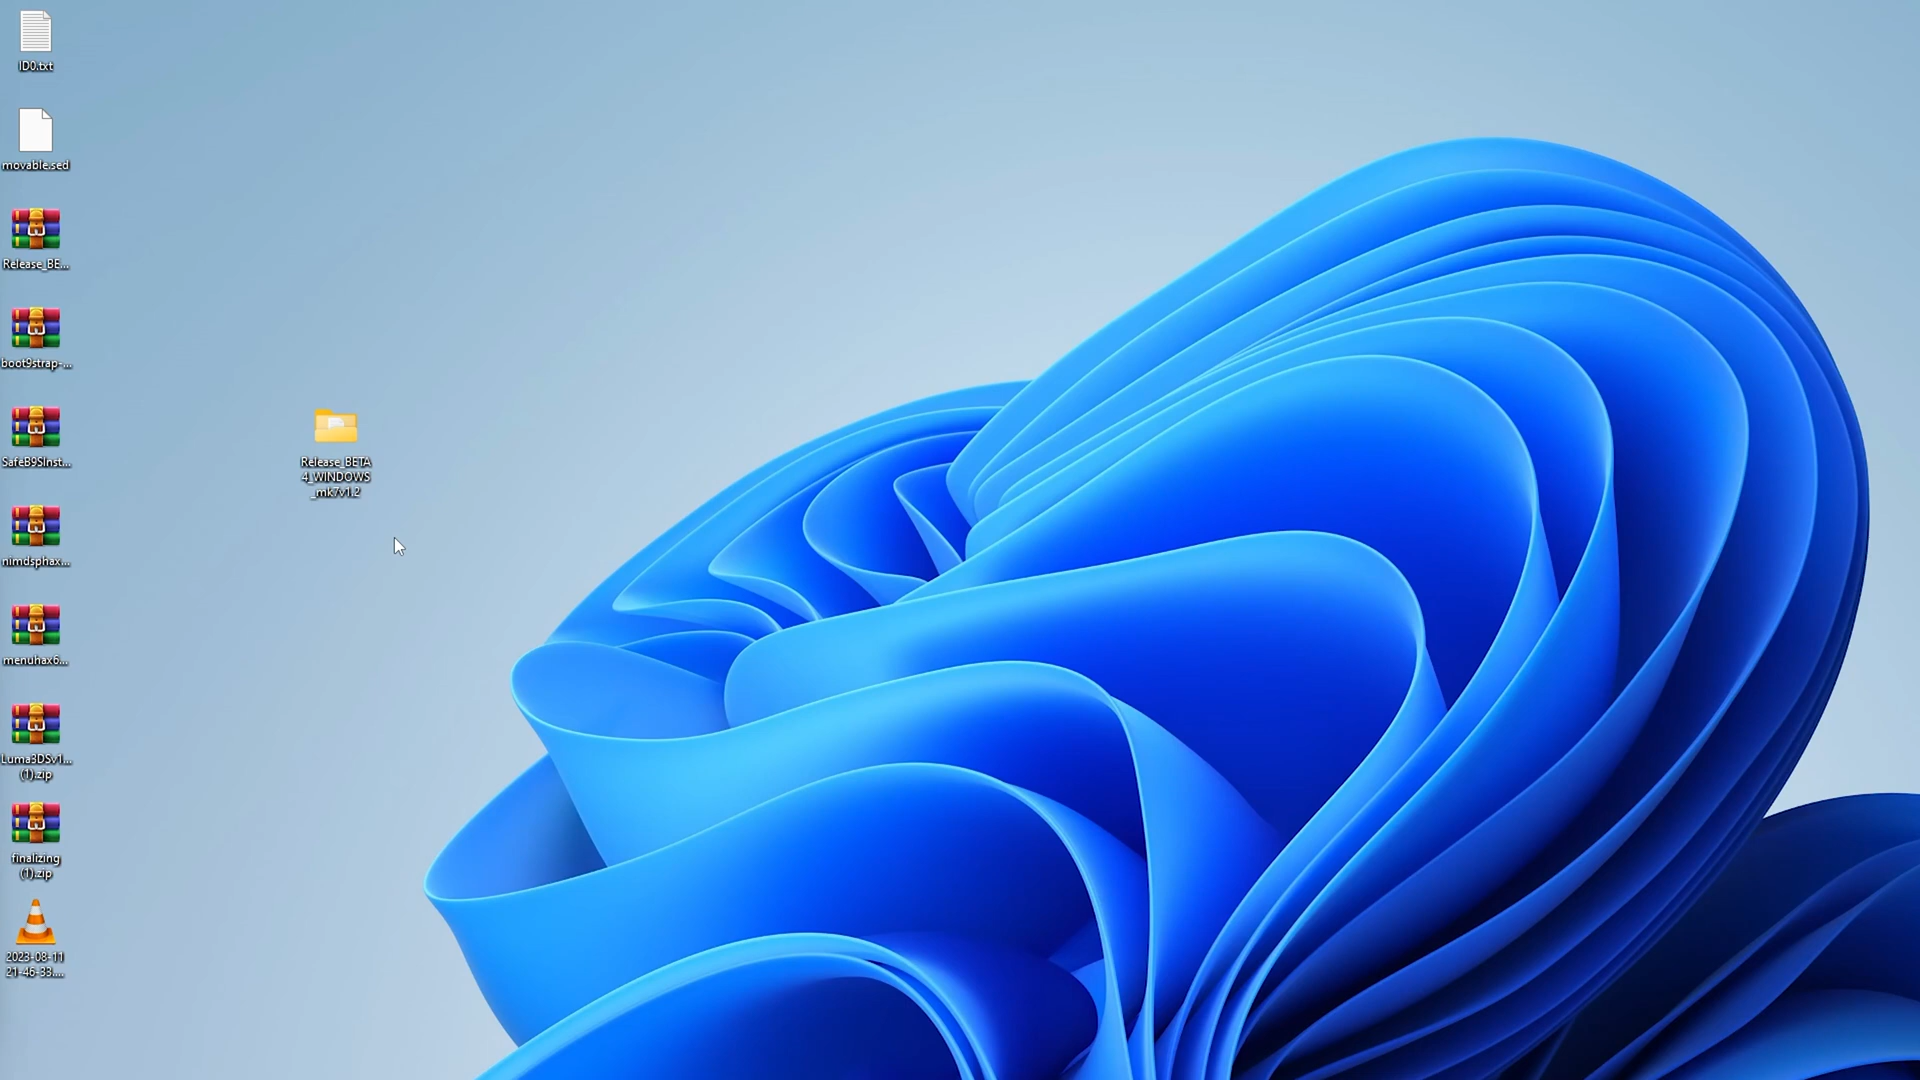 ID0.txt
movable.sed
Release_BE...
boot9strap-...
SafeB9SInst...
nimdsphax...
menuhax6...
Luma3DSv1...
(1).zip
finalizing
(1).zip
2023-08-11
21-46-33....
Release_BETA
4_WINDOWS
_mk7v1.2